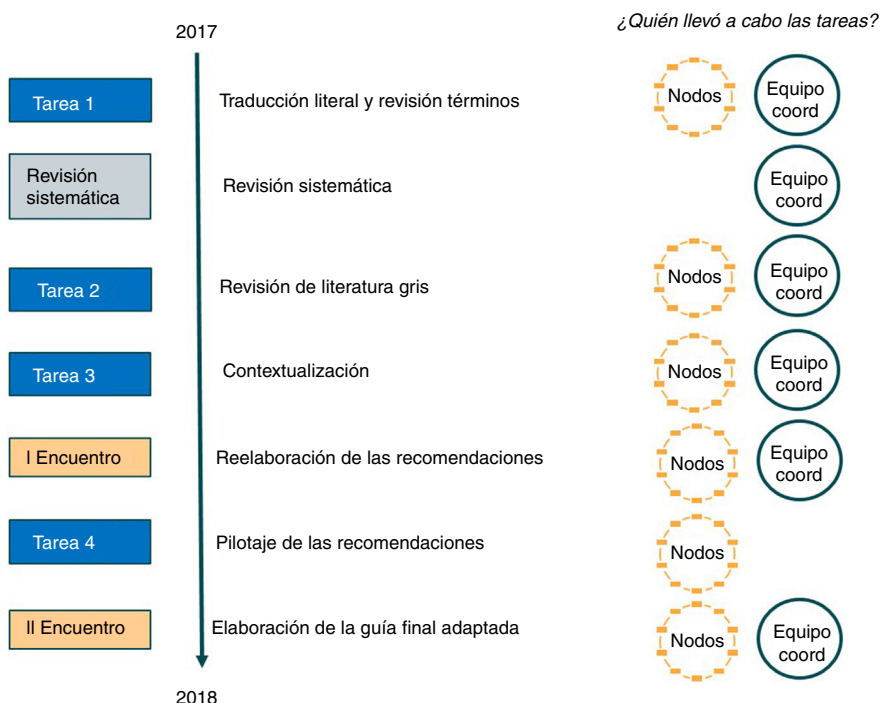 2017
¿Quién llevó a cabo las tareas?
Tarea 1
Traducción literal y revisión términos
Nodos
Equipo
coord
Revisión
sistemática
Revisión sistemática
Equipo
coord
Tarea 2
Revisión de literatura gris
Nodos
Equipo
coord
Tarea 3
Contextualización
Nodos
Equipo
coord
I Encuentro
Reelaboración de las recomendaciones
Nodos
Equipo
coord
Tarea 4
Pilotaje de las recomendaciones
Nodos
II Encuentro
Elaboración de la guía final adaptada
Nodos
Equipo
coord
2018